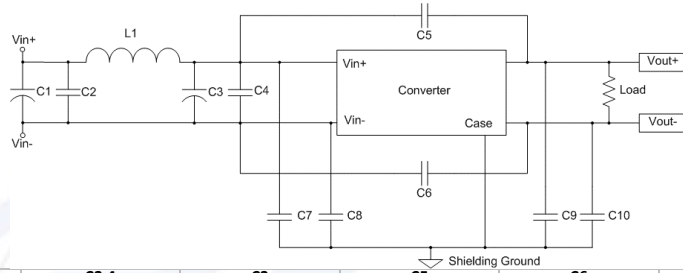 L1
C5
Vin+
Vin+
Vout+
C1
C2
C3
C4
Converter
Load
Vin-
Vin-
Case
Vout-
C6
C7
C8
C9
C10
Shielding Ground